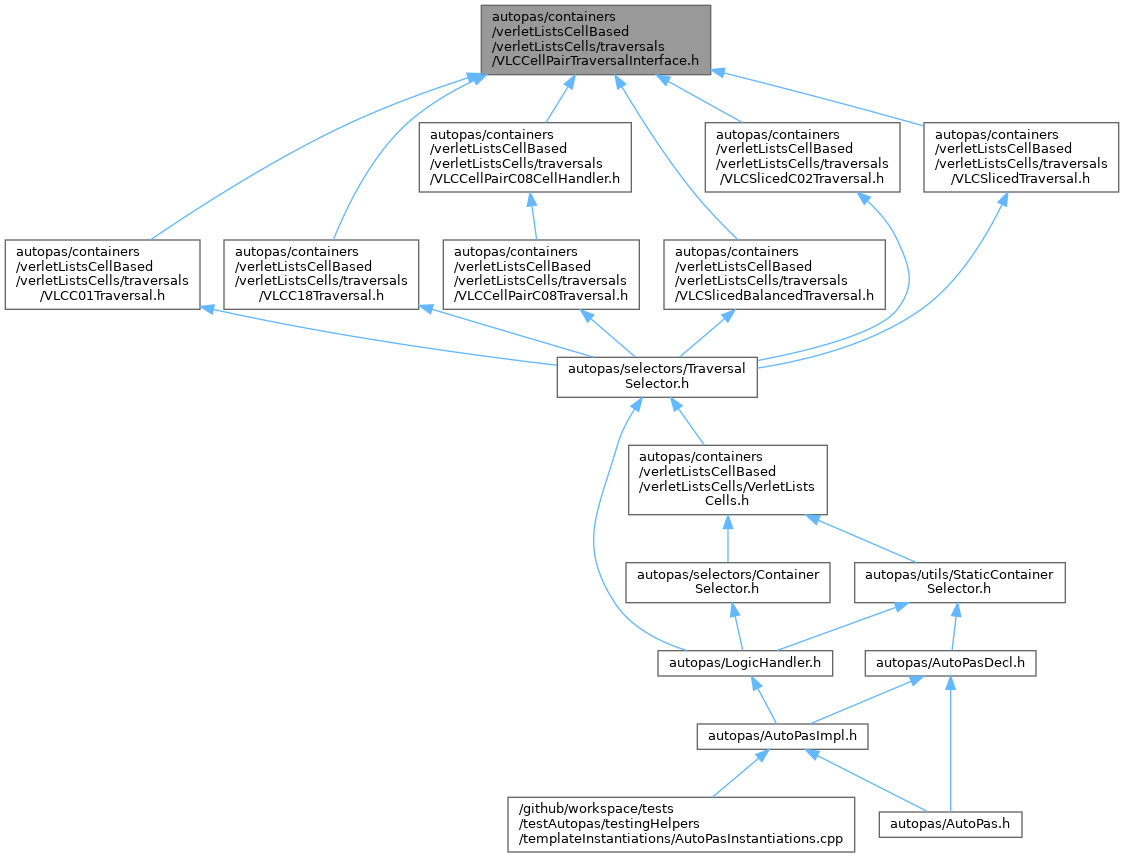 autopas/containers
/verletListsCellBased
/verletListsCells/traversals
/VLCCellPairTraversalInterface.h
autopas/containers
/verletListsCellBased
/verletListsCells/traversals
/VLCCellPairC08CellHandler.h
autopas/containers
/verletListsCellBased
/verletListsCells/traversals
/VLCSlicedC02Traversal.h
autopas/containers
/verletListsCellBased
/verletListsCells/traversals
/VLCSlicedTraversal.h
autopas/containers
/verletListsCellBased
/verletListsCells/traversals
/VLCC01Traversal.h
autopas/containers
/verletListsCellBased
/verletListsCells/traversals
/VLCC18Traversal.h
autopas/containers
/verletListsCellBased
/verletListsCells/traversals
/VLCCellPairC08Traversal.h
autopas/containers
/verletListsCellBased
/verletListsCells/traversals
/VLCSlicedBalancedTraversal.h
autopas/selectors/Traversal
Selector.h
autopas/containers
/verletListsCellBased
/verletListsCells/VerletLists
Cells.h
autopas/selectors/Container
Selector.h
autopas/utils/StaticContainer
Selector.h
autopas/LogicHandler.h
autopas/AutoPasDecl.h
autopas/AutoPasImpl.h
/github/workspace/tests
/testAutopas/testingHelpers
/templateInstantiations/AutoPasInstantiations.cpp
autopas/AutoPas.h